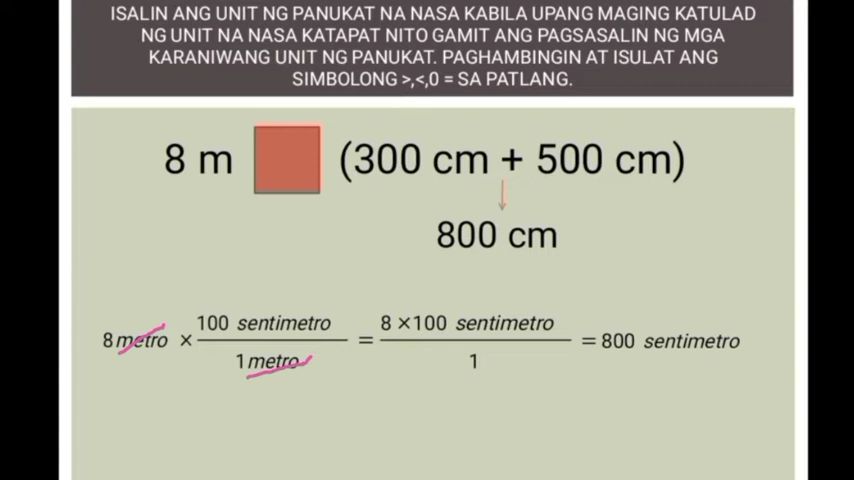 ISALIN ANG UNIT NG PANUKAT NA NASA KABILA UPANG MAGING KATULAD
NG UNIT NA NASA KATAPAT NITO GAMIT ANG PAGSASALIN NG MGA
KARANIWANG UNIT NG PANUKAT. PAGHAMBINGIN AT ISULAT ANG
SIMBOLONG >,<,0 = SA PATLANG.
8 m (300 cm + 500 cm)
800 cm
8 metro × 100 sentimetro / 1 metro = 8 ×100 sentimetro / 1 = 800 sentimetro